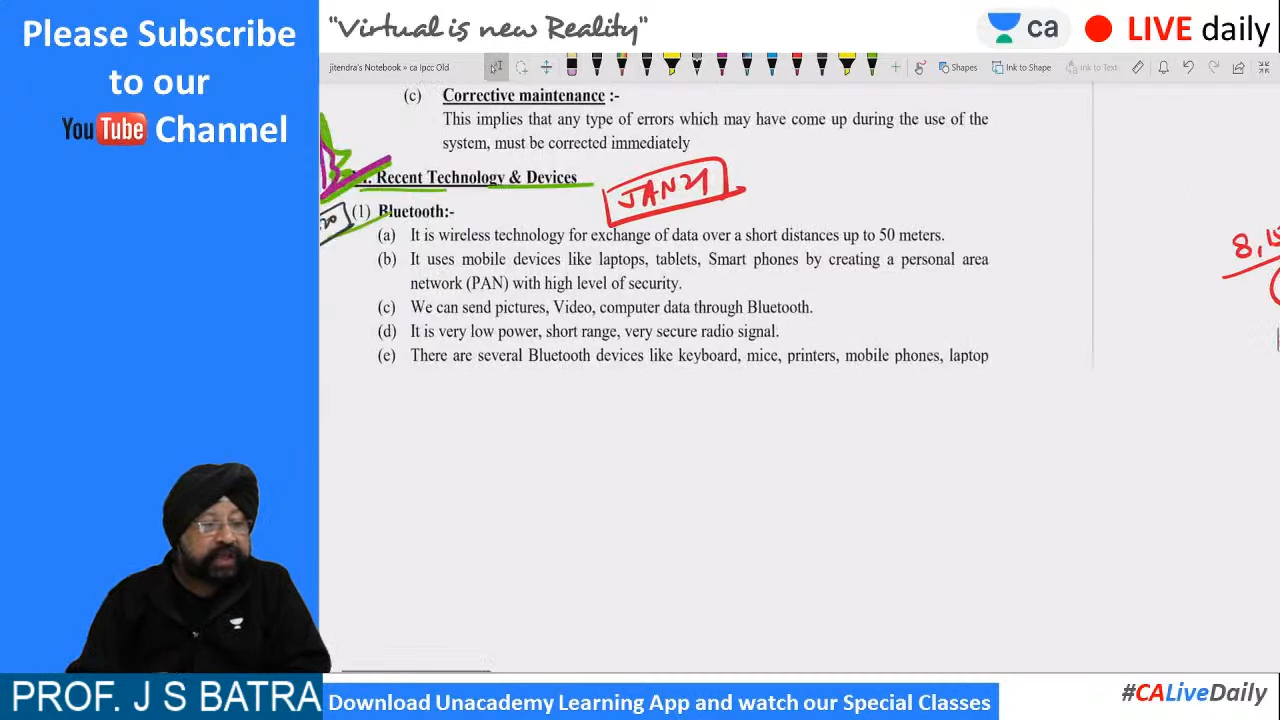 Please Subscribe
to our
YouTube Channel
"Virtual is new Reality"
ca
LIVE daily
jitendra's Notebook » ca Ipcc Old
Shapes
Ink to Shape
Ink to Text
(c) Corrective maintenance :-
This implies that any type of errors which may have come up during the use of the
system, must be corrected immediately
Recent Technology & Devices
JAN 21
(1) Bluetooth:-
(a) It is wireless technology for exchange of data over a short distances up to 50 meters.
(b) It uses mobile devices like laptops, tablets, Smart phones by creating a personal area
network (PAN) with high level of security.
(c) We can send pictures, Video, computer data through Bluetooth.
(d) It is very low power, short range, very secure radio signal.
(e) There are several Bluetooth devices like keyboard, mice, printers, mobile phones, laptop
PROF. J S BATRA
Download Unacademy Learning App and watch our Special Classes
#CALiveDaily